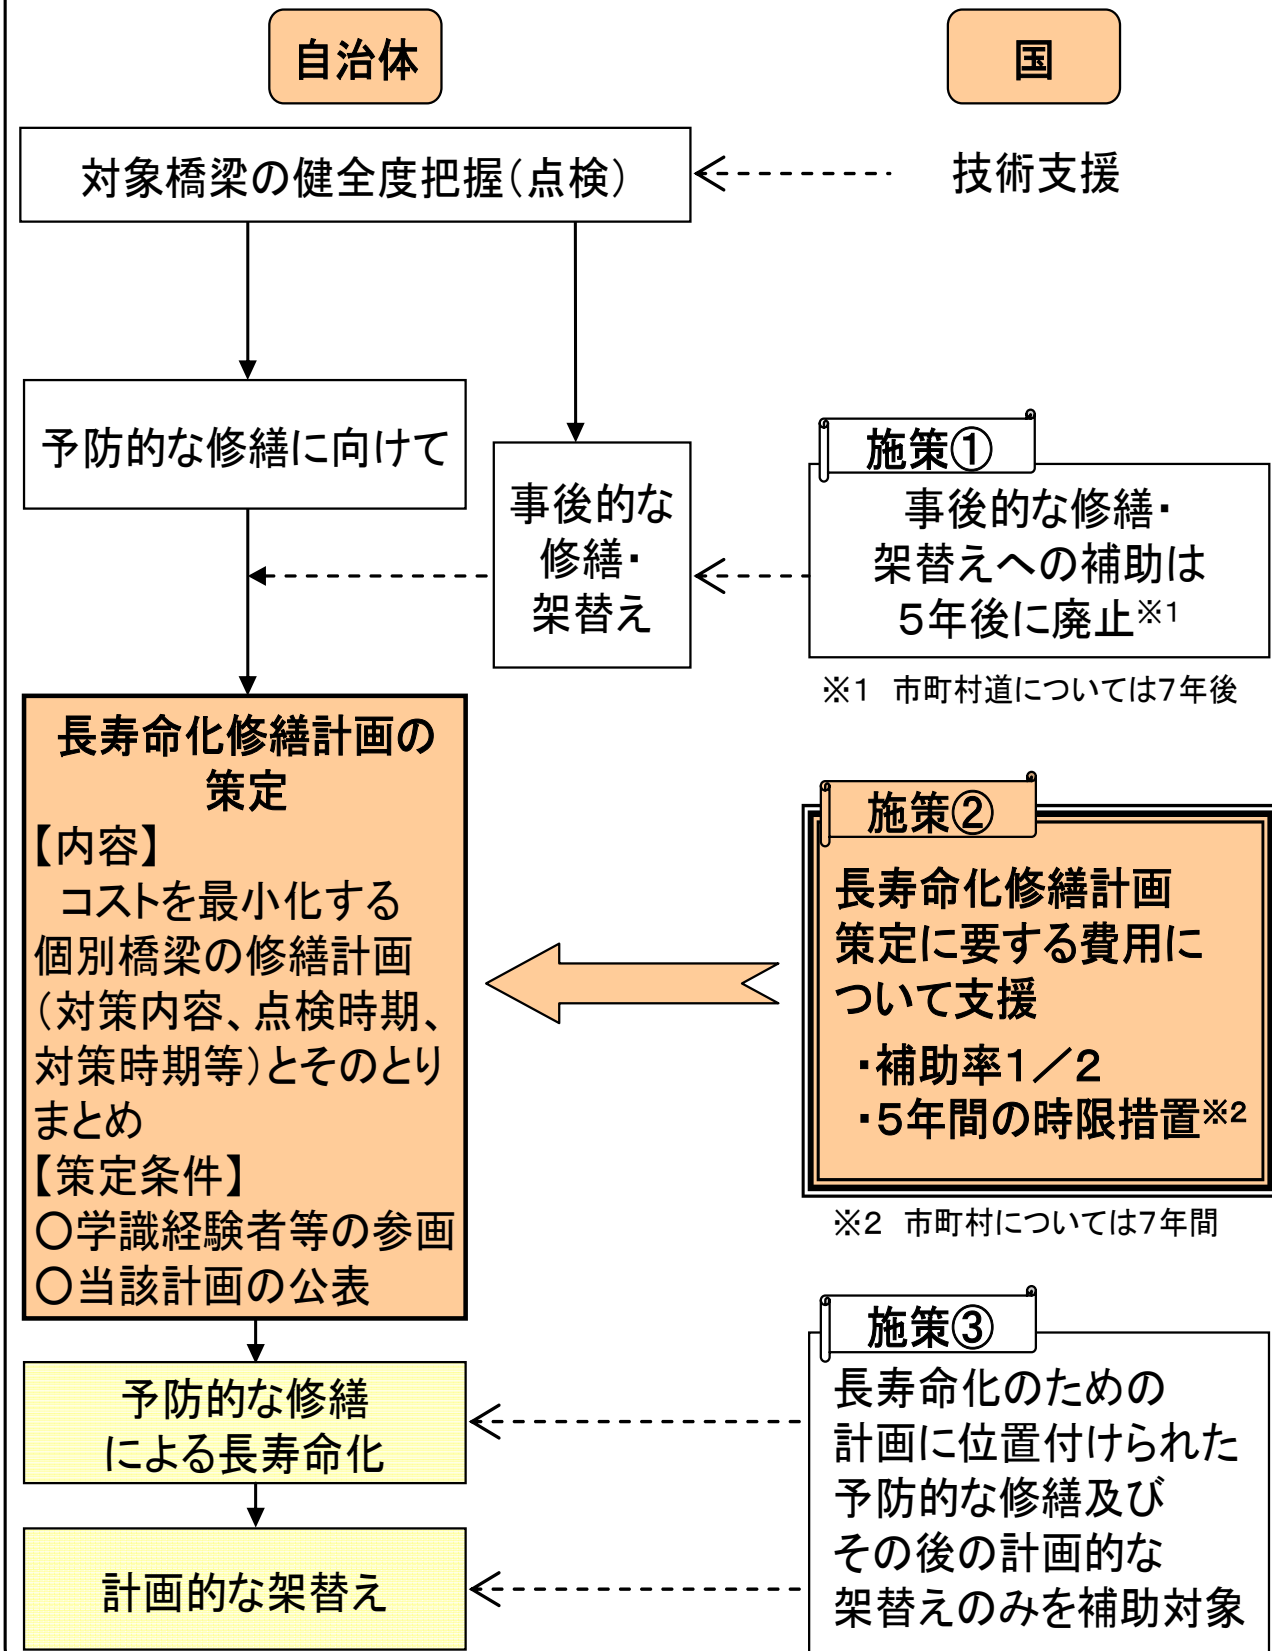 自治体
国
対象橋梁の健全度把握(点検)
技術支援
予防的な修繕に向けて
事後的な
修繕・
架替え
施策①
事後的な修繕・
架替えへの補助は
5年後に廃止※1
※1 市町村道については7年後
長寿命化修繕計画の
策定
【内容】
コストを最小化する
個別橋梁の修繕計画
(対策内容、点検時期、
対策時期等)とそのとり
まとめ
【策定条件】
○学識経験者等の参画
○当該計画の公表
施策②
長寿命化修繕計画
策定に要する費用に
ついて支援
・補助率1/2
・5年間の時限措置※2
※2 市町村については7年間
予防的な修繕
による長寿命化
計画的な架替え
施策③
長寿命化のための
計画に位置付けられた
予防的な修繕及び
その後の計画的な
架替えのみを補助対象